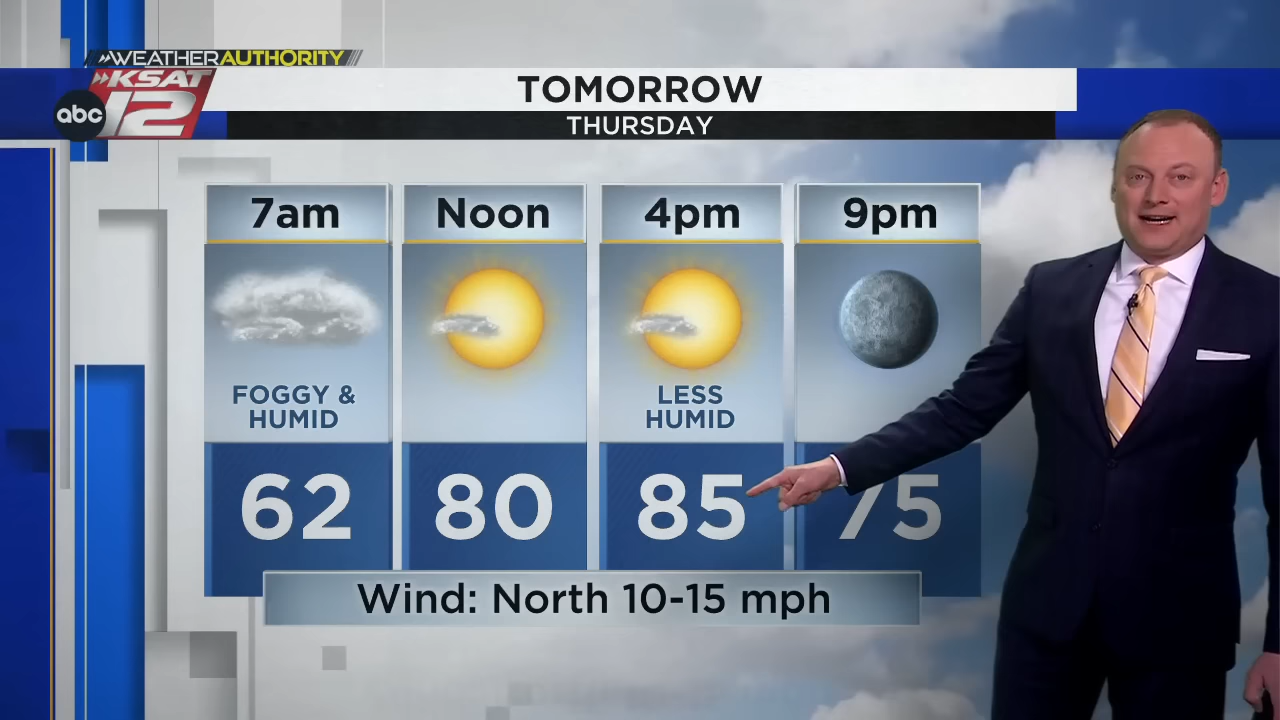 WEATHER AUTHORITY
KSAT
abc 12
TOMORROW
THURSDAY
7am Noon 4pm 9pm
FOGGY &
HUMID
LESS
HUMID
62 80 85 75
Wind: North 10-15 mph